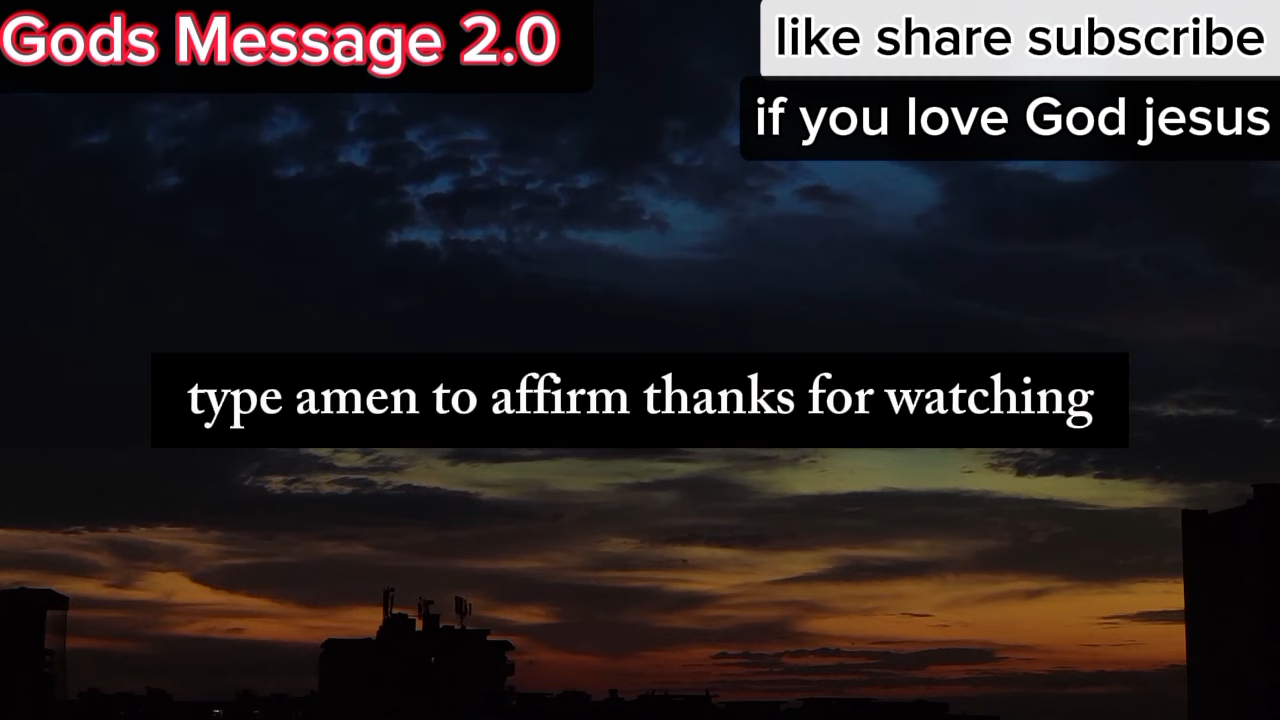 Gods Message 2.0
like share subscribe
if you love God jesus
type amen to affirm thanks for watching